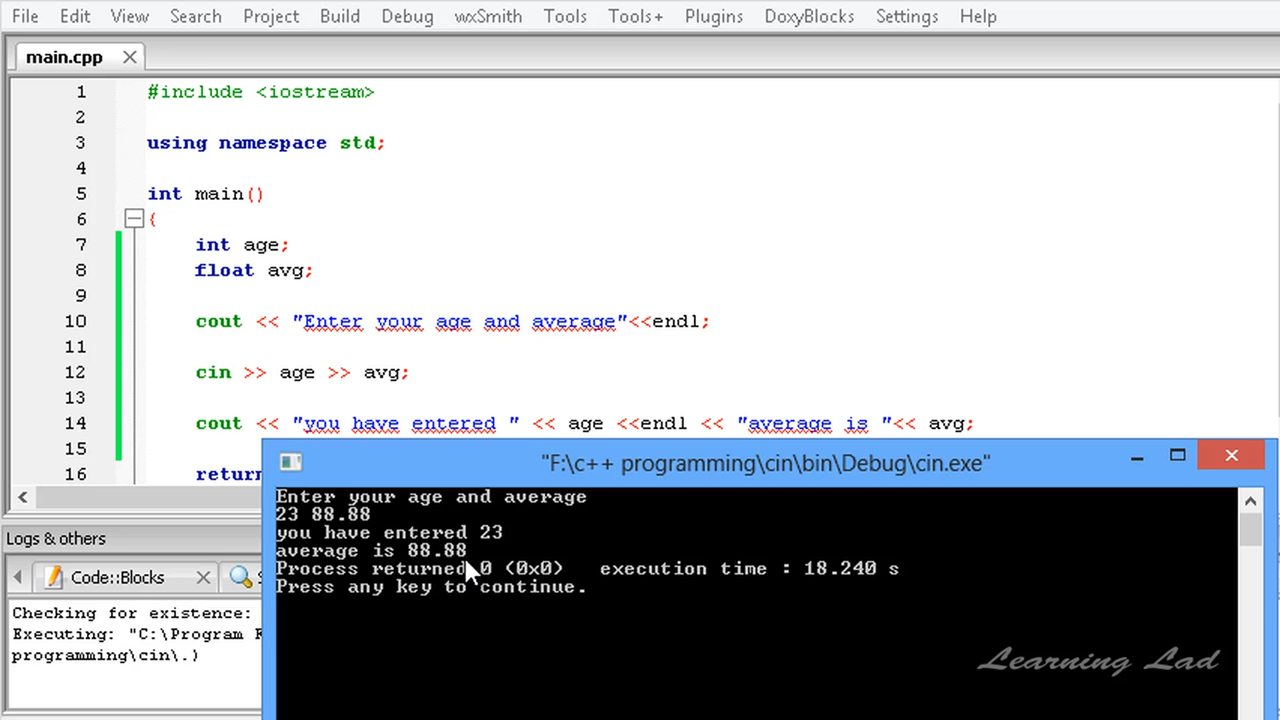 File Edit View Search Project Build Debug wxSmith Tools Tools+ Plugins DoxyBlocks Settings Help
main.cpp
1 #include <iostream>
2
3 using namespace std;
4
5 int main()
6 {
7 int age;
8 float avg;
9
10 cout << "Enter your age and average"<<endl;
11
12 cin >> age >> avg;
13
14 cout << "you have entered " << age <<endl << "average is "<< avg;
15
16 return
"F:\c++ programming\cin\bin\Debug\cin.exe"
Enter your age and average
23 88.88
you have entered 23
average is 88.88
Process returned 0 (0x0) execution time : 18.240 s
Press any key to continue.
Logs & others
Code::Blocks
Checking for existence:
Executing: "C:\Program
programming\cin\.)
Learning Lad